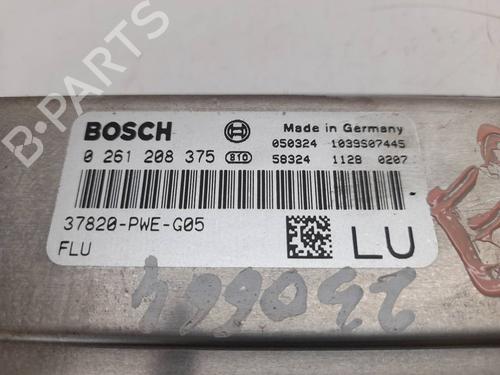 BOSCH
Made in Germany
050324 1039S07445
0 261 208 375 810
58324 1128 0207
37820-PWE-G05
FLU
LU
B PARTS